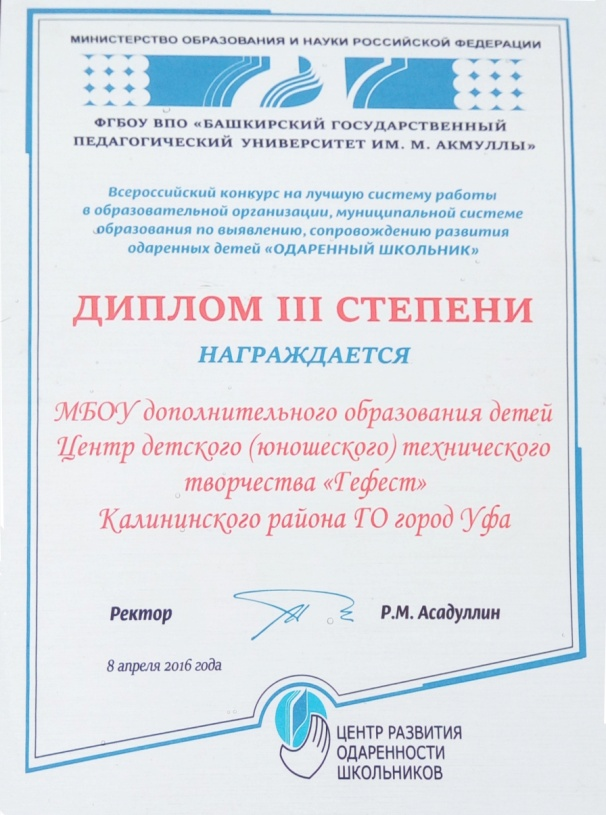 МИНИСТЕРСТВО ОБРАЗОВАНИЯ И НАУКИ РОССИЙСКОЙ ФЕДЕРАЦИИ
ФГБОУ ВПО «БАШКИРСКИЙ ГОСУДАРСТВЕННЫЙ
ПЕДАГОГИЧЕСКИЙ УНИВЕРСИТЕТ ИМ. М. АКМУЛЛЫ»
Всероссийский конкурс на лучшую систему работы
в образовательной организации, муниципальной системе
образования по выявлению, сопровождению развития
одаренных детей «ОДАРЕННЫЙ ШКОЛЬНИК»
ДИПЛОМ III СТЕПЕНИ
НАГРАЖДАЕТСЯ
МБОУ дополнительного образования детей
Центр детского (юношеского) технического
творчества «Гефест»
Калининского района ГО город Уфа
Ректор Р.М. Асадуллин
8 апреля 2016 года
ЦЕНТР РАЗВИТИЯ
ОДАРЕННОСТИ
ШКОЛЬНИКОВ